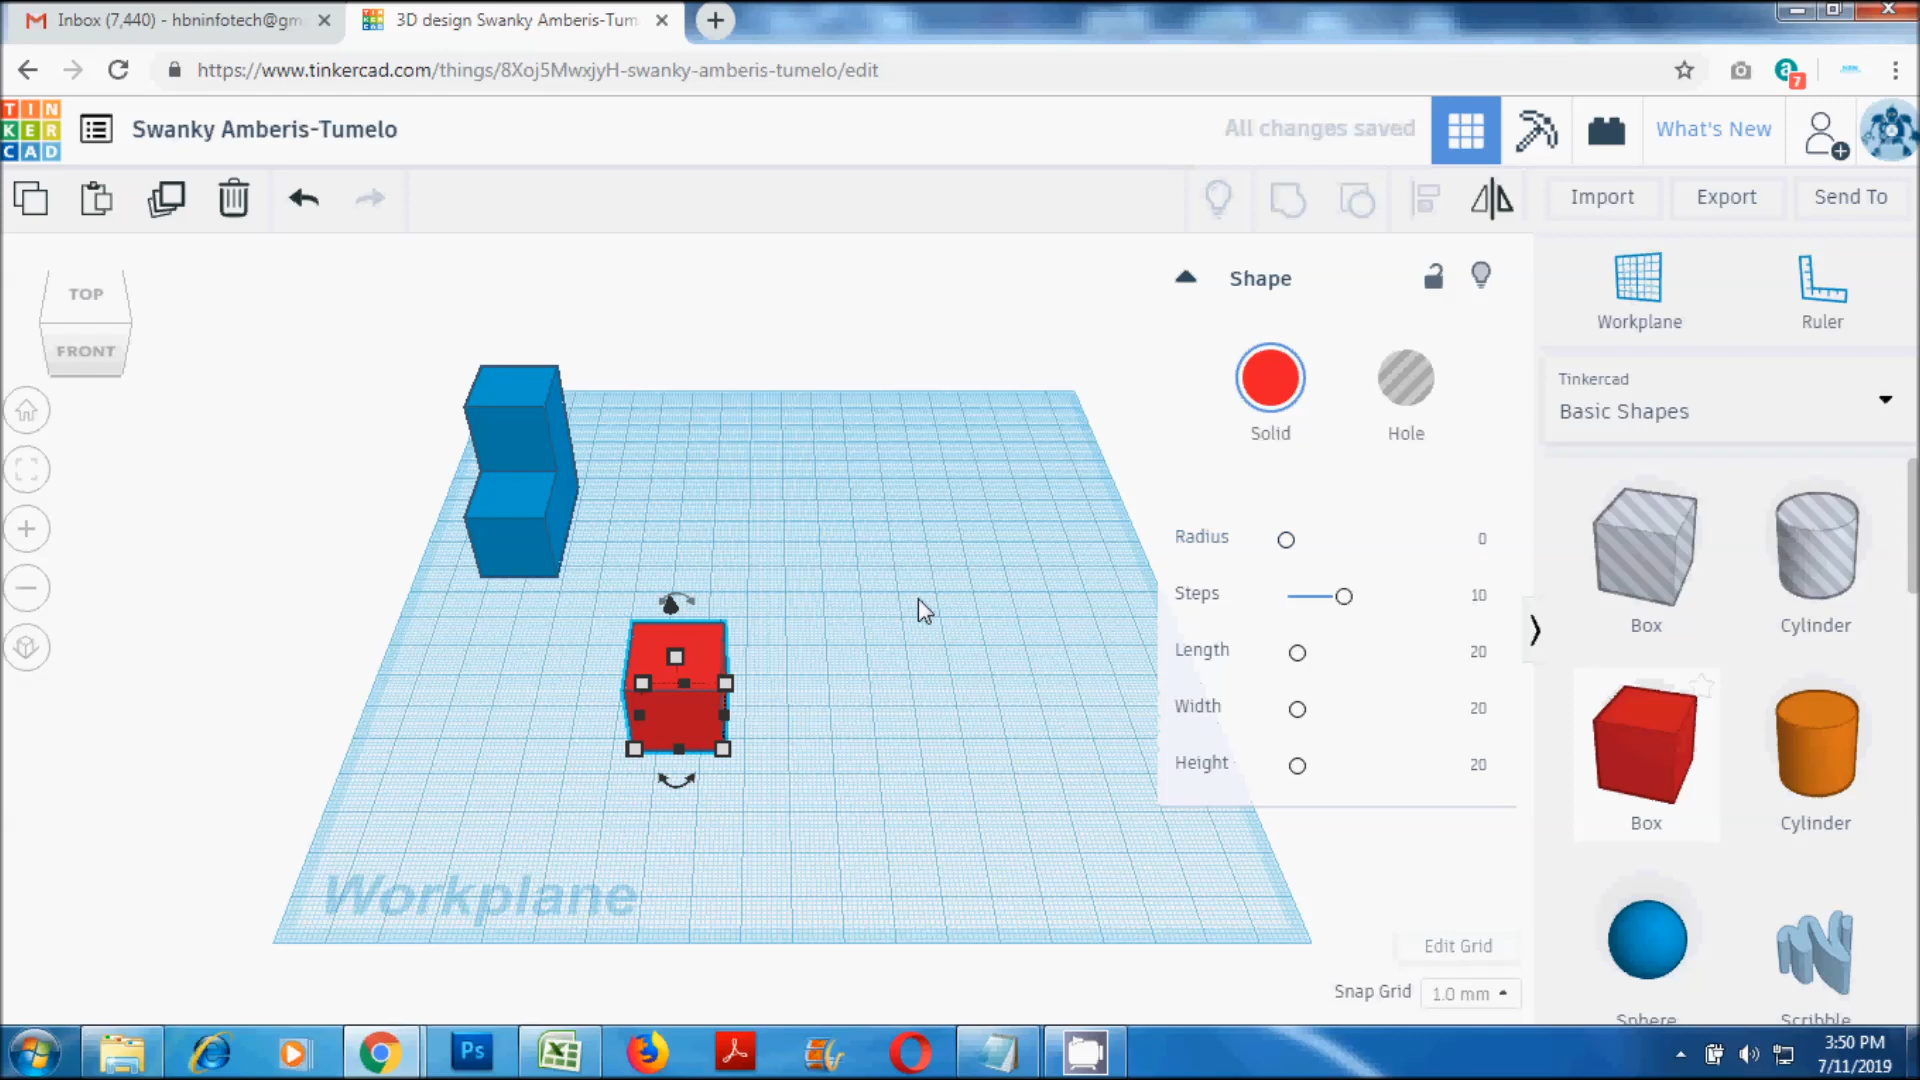 Inbox (7,440) - hbninfotech@gm
3D design Swanky Amberis-Tum
https://www.tinkercad.com/things/8Xoj5MwxjyH-swanky-amberis-tumelo/edit
7
TIN
KER
CAD
Swanky Amberis-Tumelo
All changes saved
What's New
Import
Export
Send To
TOP
FRONT
Shape
Solid
Hole
Radius 0
Steps 10
Length 20
Width 20
Height 20
Workplane
Ruler
Tinkercad
Basic Shapes
Box
Cylinder
Box
Cylinder
Sphere
Scribble
Workplane
Edit Grid
Snap Grid 1.0 mm
Ps
3:50 PM
7/11/2019